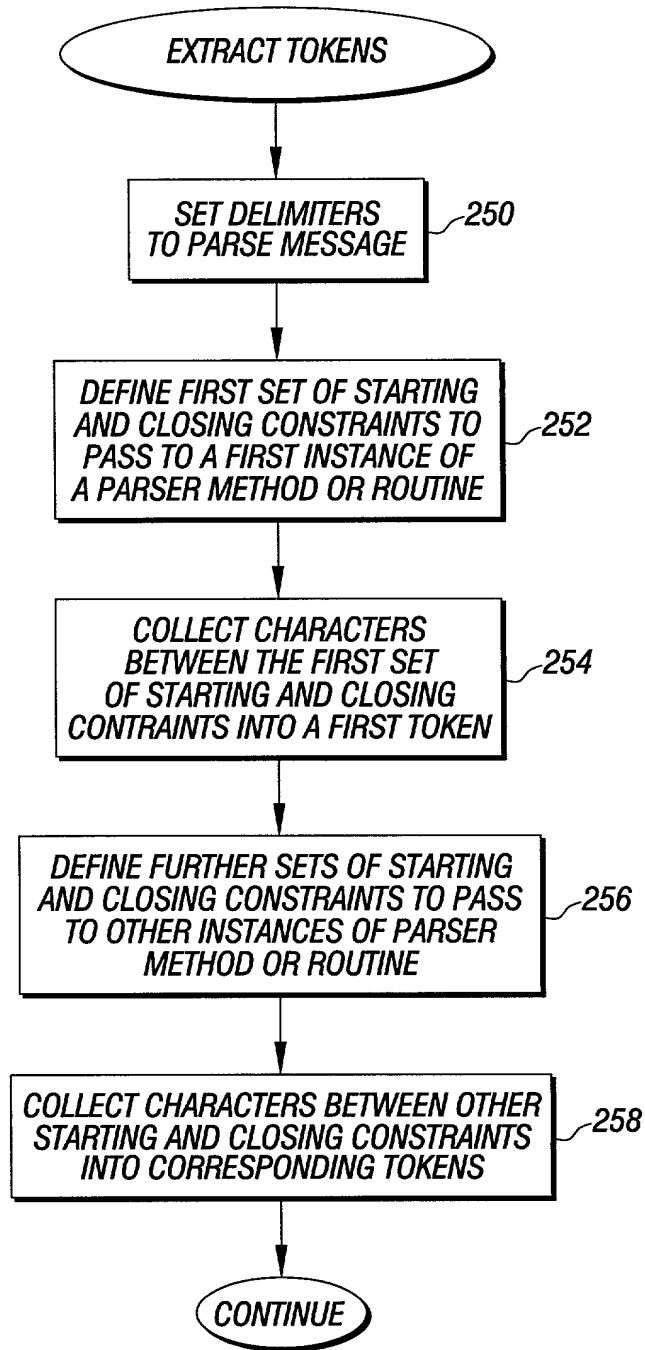 EXTRACT TOKENS
SET DELIMITERS
TO PARSE MESSAGE
250
DEFINE FIRST SET OF STARTING
AND CLOSING CONSTRAINTS TO
PASS TO A FIRST INSTANCE OF
A PARSER METHOD OR ROUTINE
252
COLLECT CHARACTERS
BETWEEN THE FIRST SET
OF STARTING AND CLOSING
CONTRAINTS INTO A FIRST TOKEN
254
DEFINE FURTHER SETS OF STARTING
AND CLOSING CONSTRAINTS TO PASS
TO OTHER INSTANCES OF PARSER
METHOD OR ROUTINE
256
COLLECT CHARACTERS BETWEEN OTHER
STARTING AND CLOSING CONSTRAINTS
INTO CORRESPONDING TOKENS
258
CONTINUE